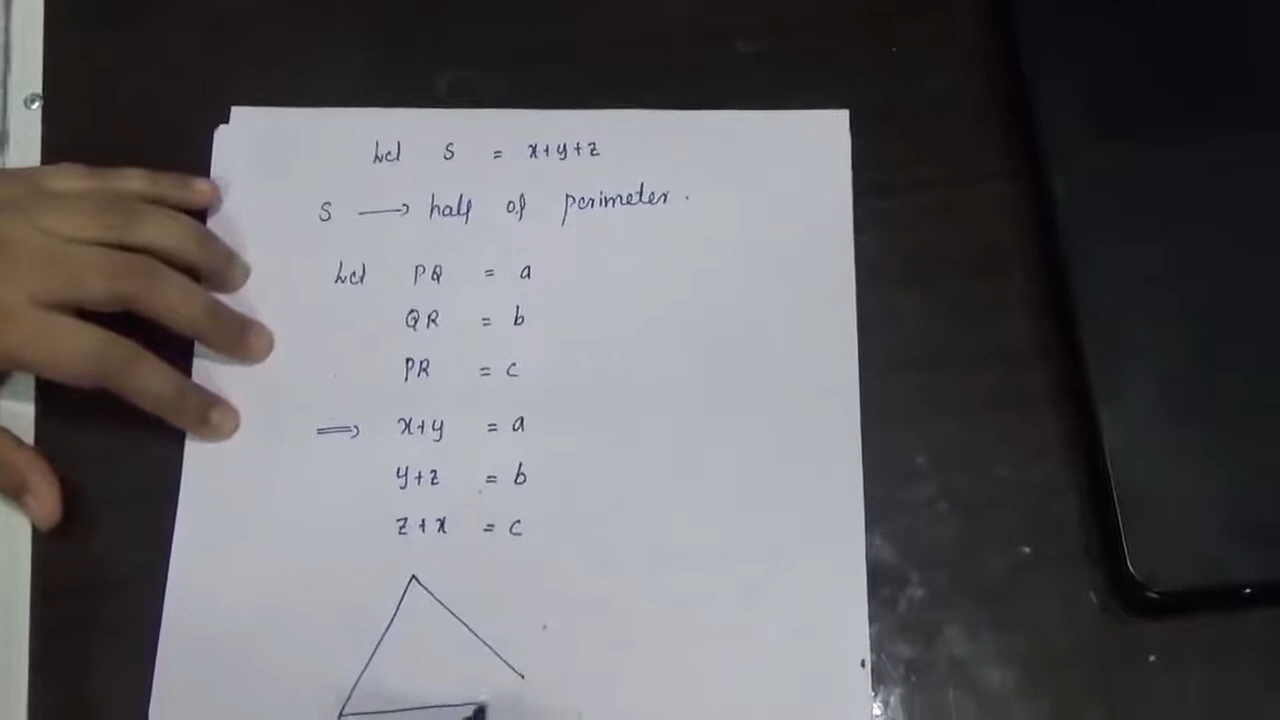 Let S = x+y+z
S → half of perimeter.
Let PQ = a
QR = b
PR = c
⇒ x+y = a
y+z = b
z+x = c